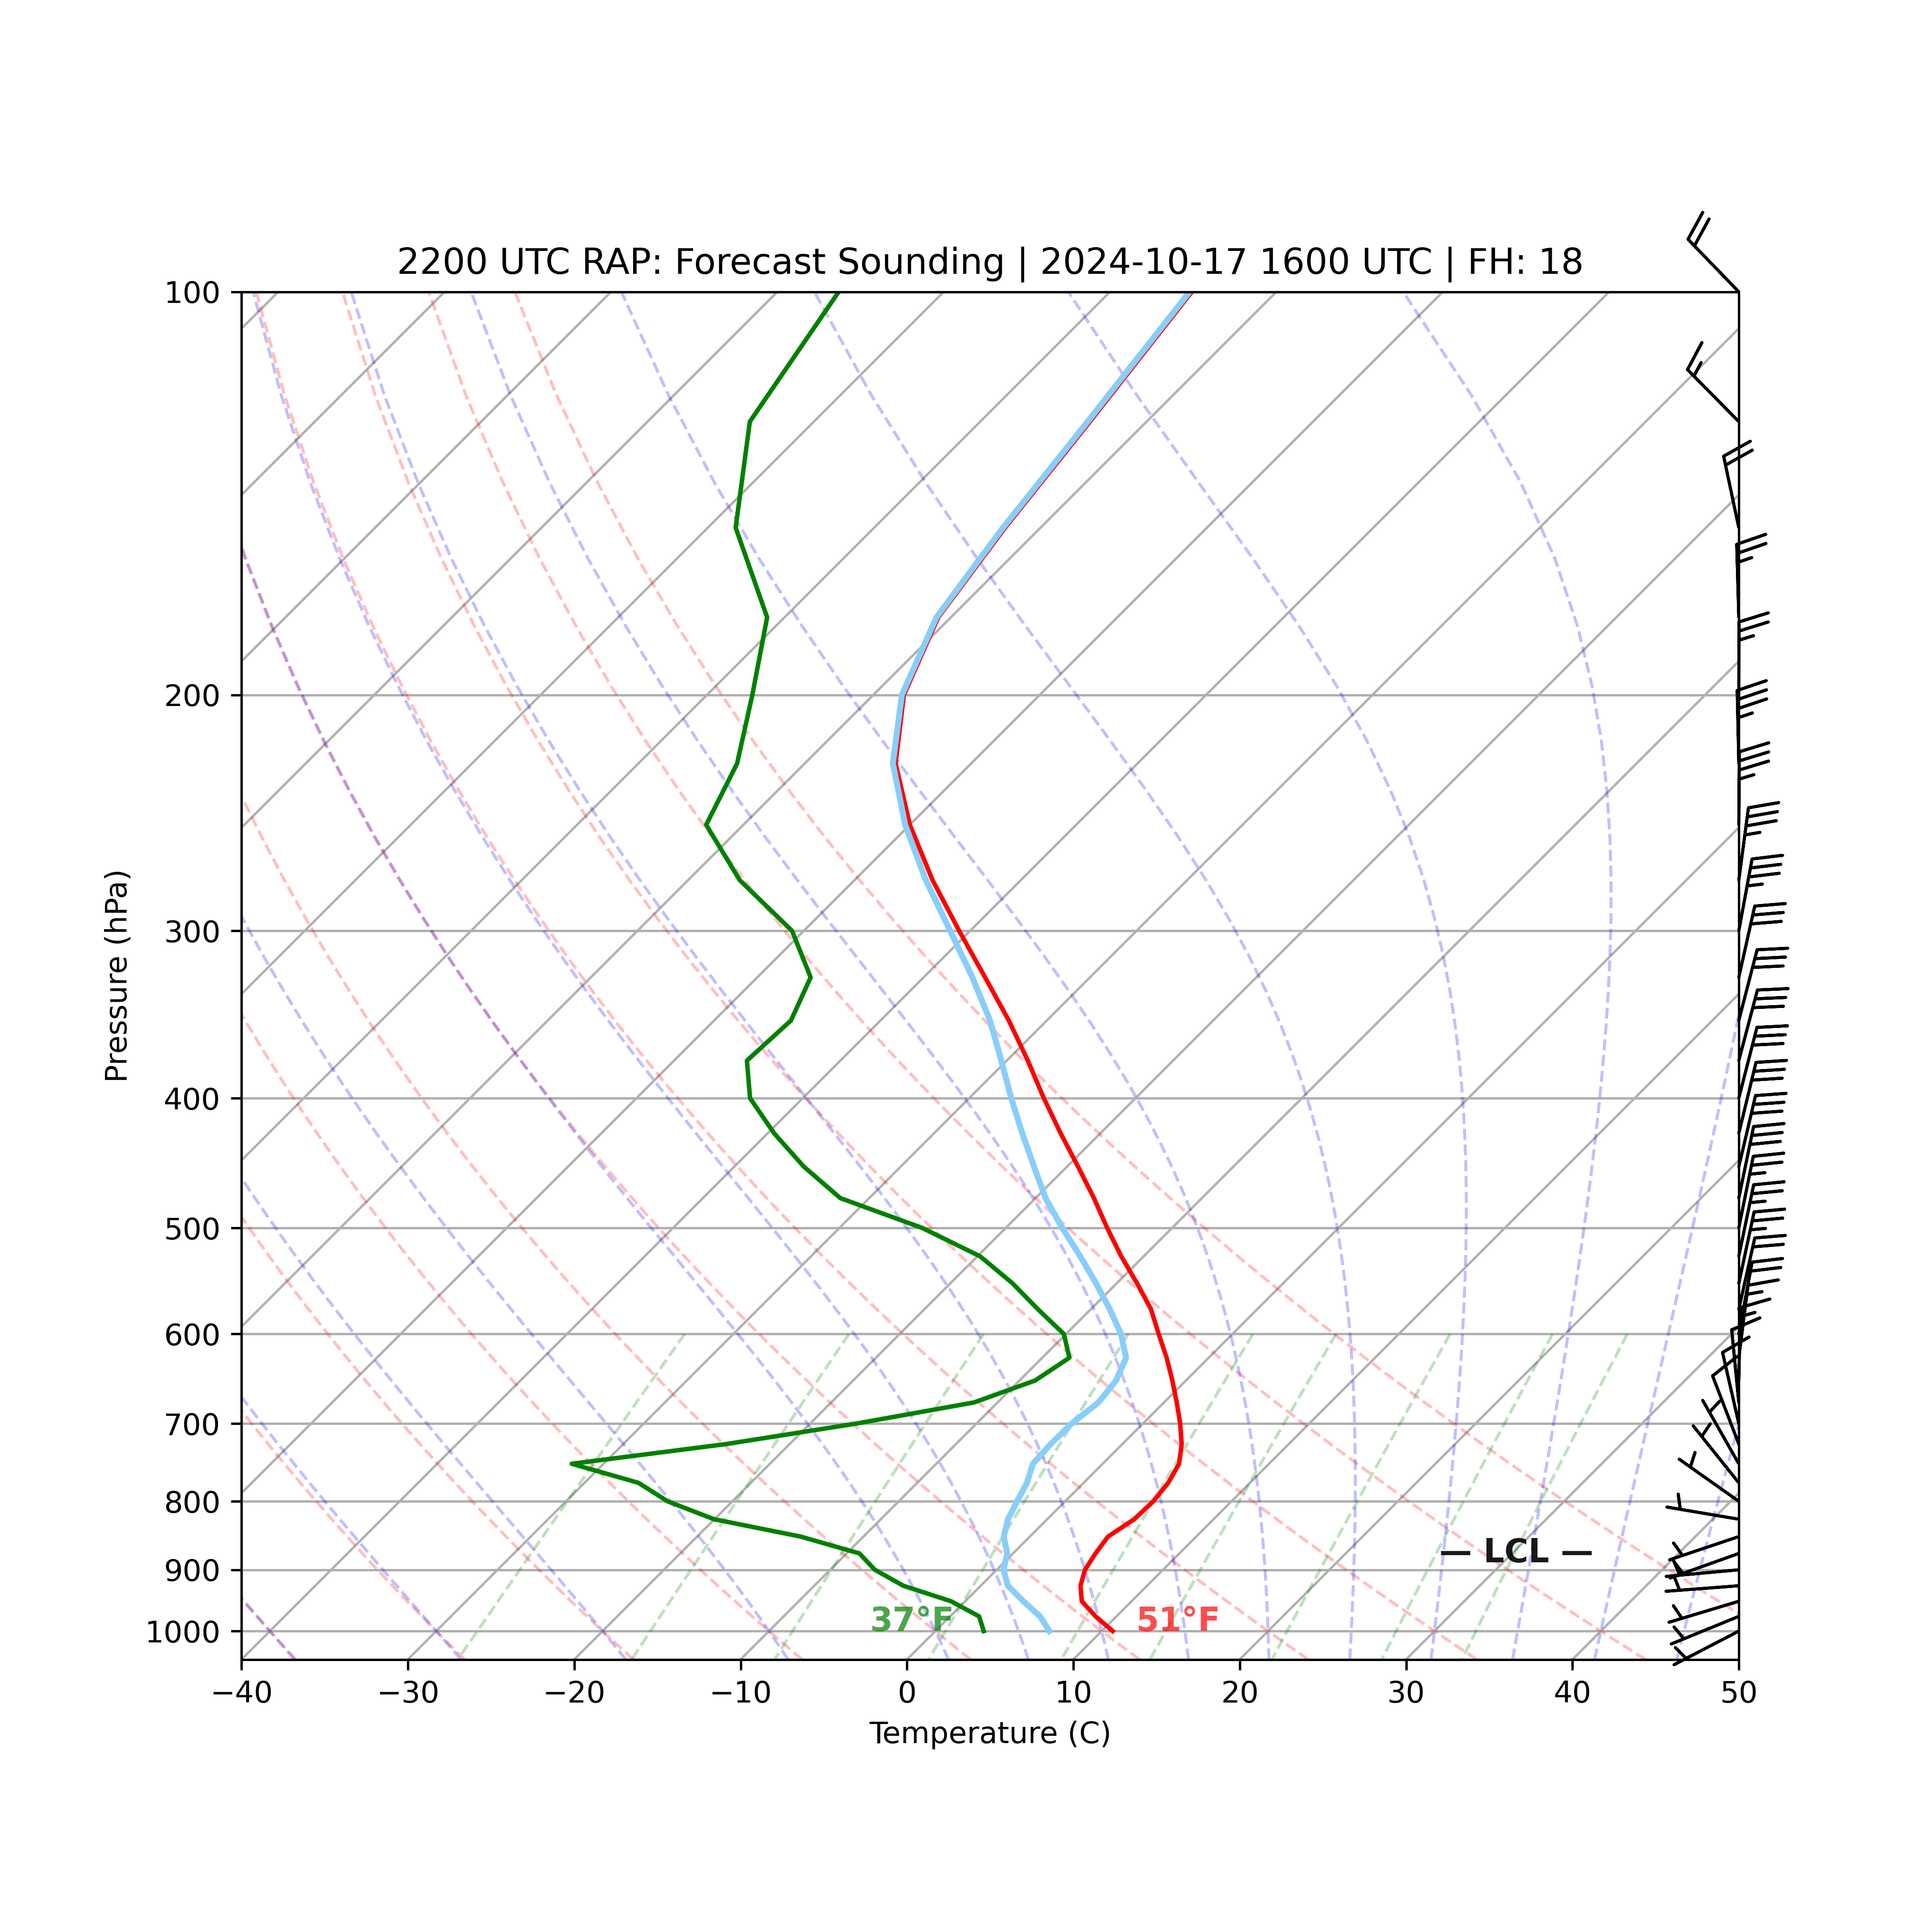 2200 UTC RAP: Forecast Sounding | 2024-10-17 1600 UTC | FH: 18
100
200
300
400
500
600
700
800
900
1000
Pressure (hPa)
— LCL —
37°F
51°F
−40 −30 −20 −10 0 10 20 30 40 50
Temperature (C)